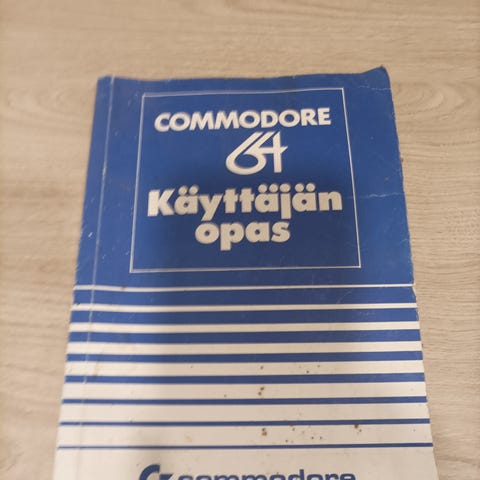 COMMODORE
64
Käyttäjän
opas
commodore